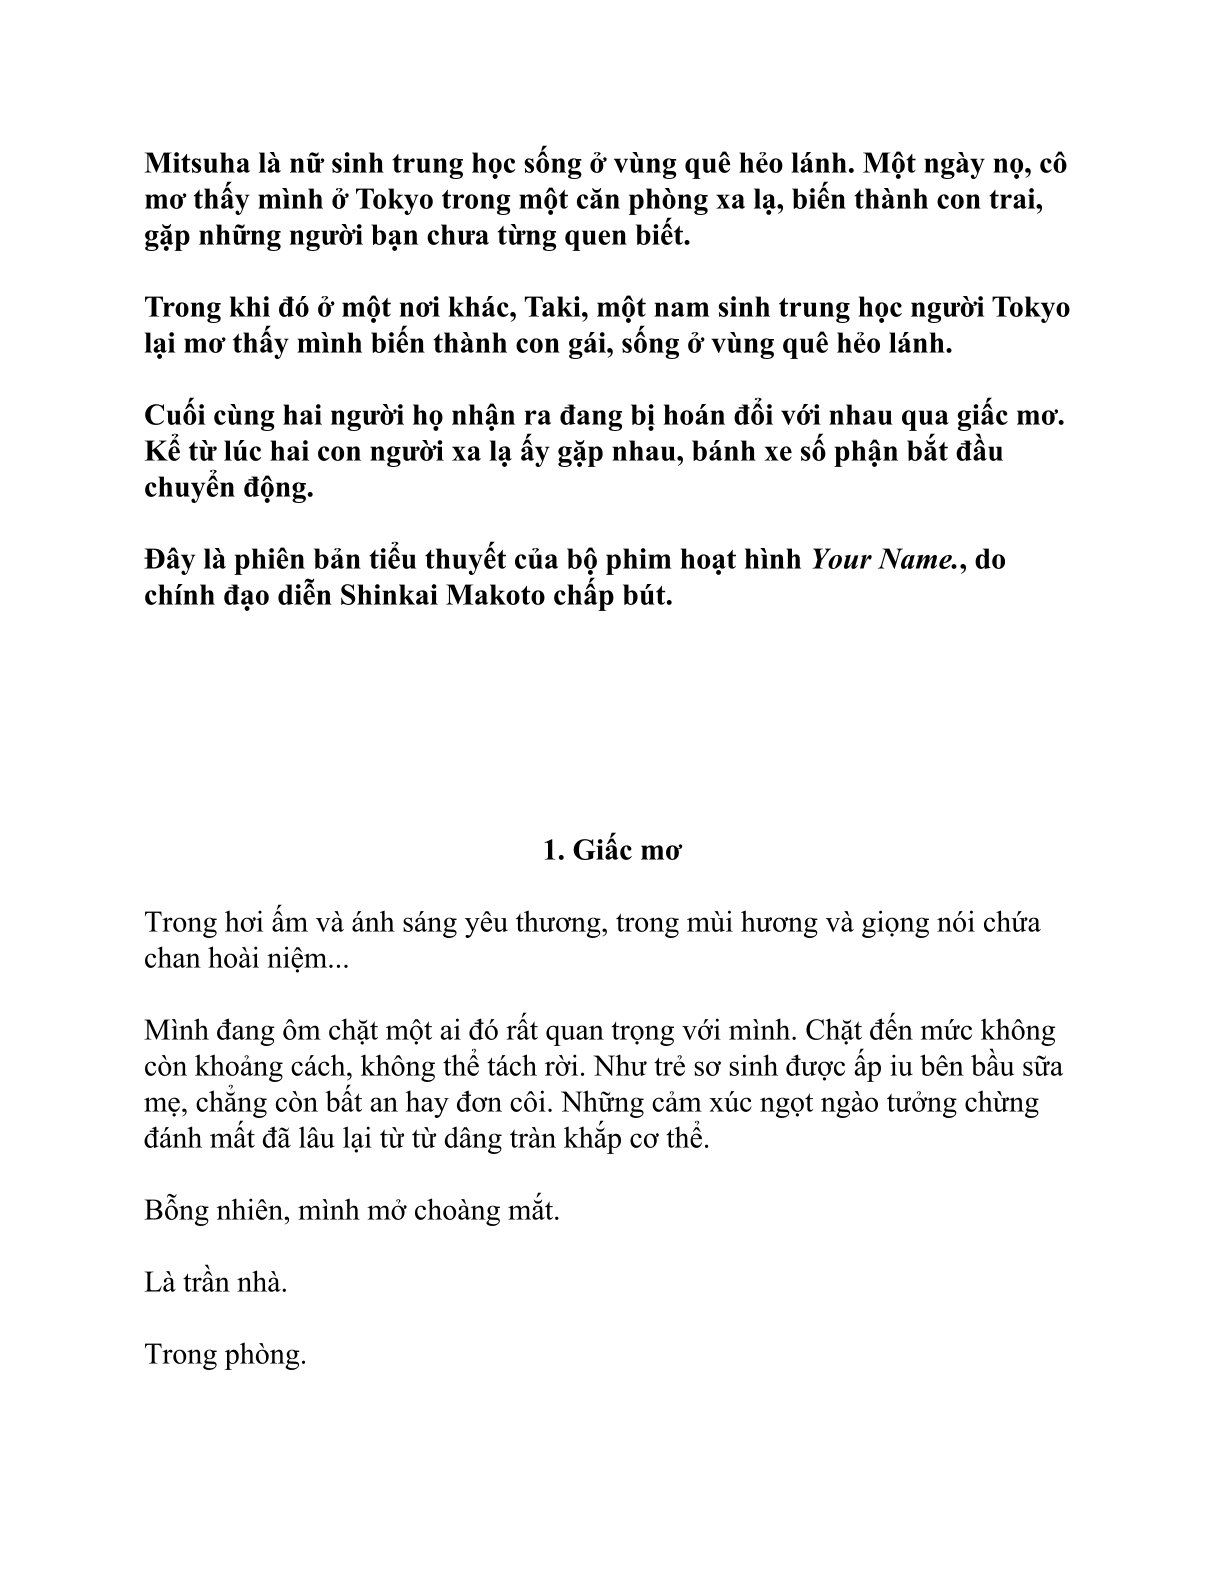 Mitsuha là nữ sinh trung học sống ở vùng quê hẻo lánh. Một ngày nọ, cô
mơ thấy mình ở Tokyo trong một căn phòng xa lạ, biến thành con trai,
gặp những người bạn chưa từng quen biết.
Trong khi đó ở một nơi khác, Taki, một nam sinh trung học người Tokyo
lại mơ thấy mình biến thành con gái, sống ở vùng quê hẻo lánh.
Cuối cùng hai người họ nhận ra đang bị hoán đổi với nhau qua giấc mơ.
Kể từ lúc hai con người xa lạ ấy gặp nhau, bánh xe số phận bắt đầu
chuyển động.
Đây là phiên bản tiểu thuyết của bộ phim hoạt hình Your Name., do
chính đạo diễn Shinkai Makoto chấp bút.
1. Giấc mơ
Trong hơi ấm và ánh sáng yêu thương, trong mùi hương và giọng nói chứa
chan hoài niệm...
Mình đang ôm chặt một ai đó rất quan trọng với mình. Chặt đến mức không
còn khoảng cách, không thể tách rời. Như trẻ sơ sinh được ấp iu bên bầu sữa
mẹ, chẳng còn bất an hay đơn côi. Những cảm xúc ngọt ngào tưởng chừng
đánh mất đã lâu lại từ từ dâng tràn khắp cơ thể.
Bỗng nhiên, mình mở choàng mắt.
Là trần nhà.
Trong phòng.